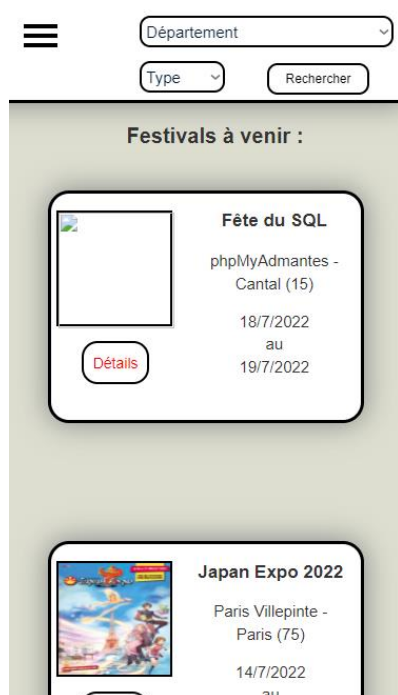 Département
Type
Rechercher
Festivals à venir :
Fête du SQL
phpMyAdmantes -
Cantal (15)
18/7/2022
au
19/7/2022
Détails
Japan Expo 2022
Paris Villepinte -
Paris (75)
14/7/2022
au